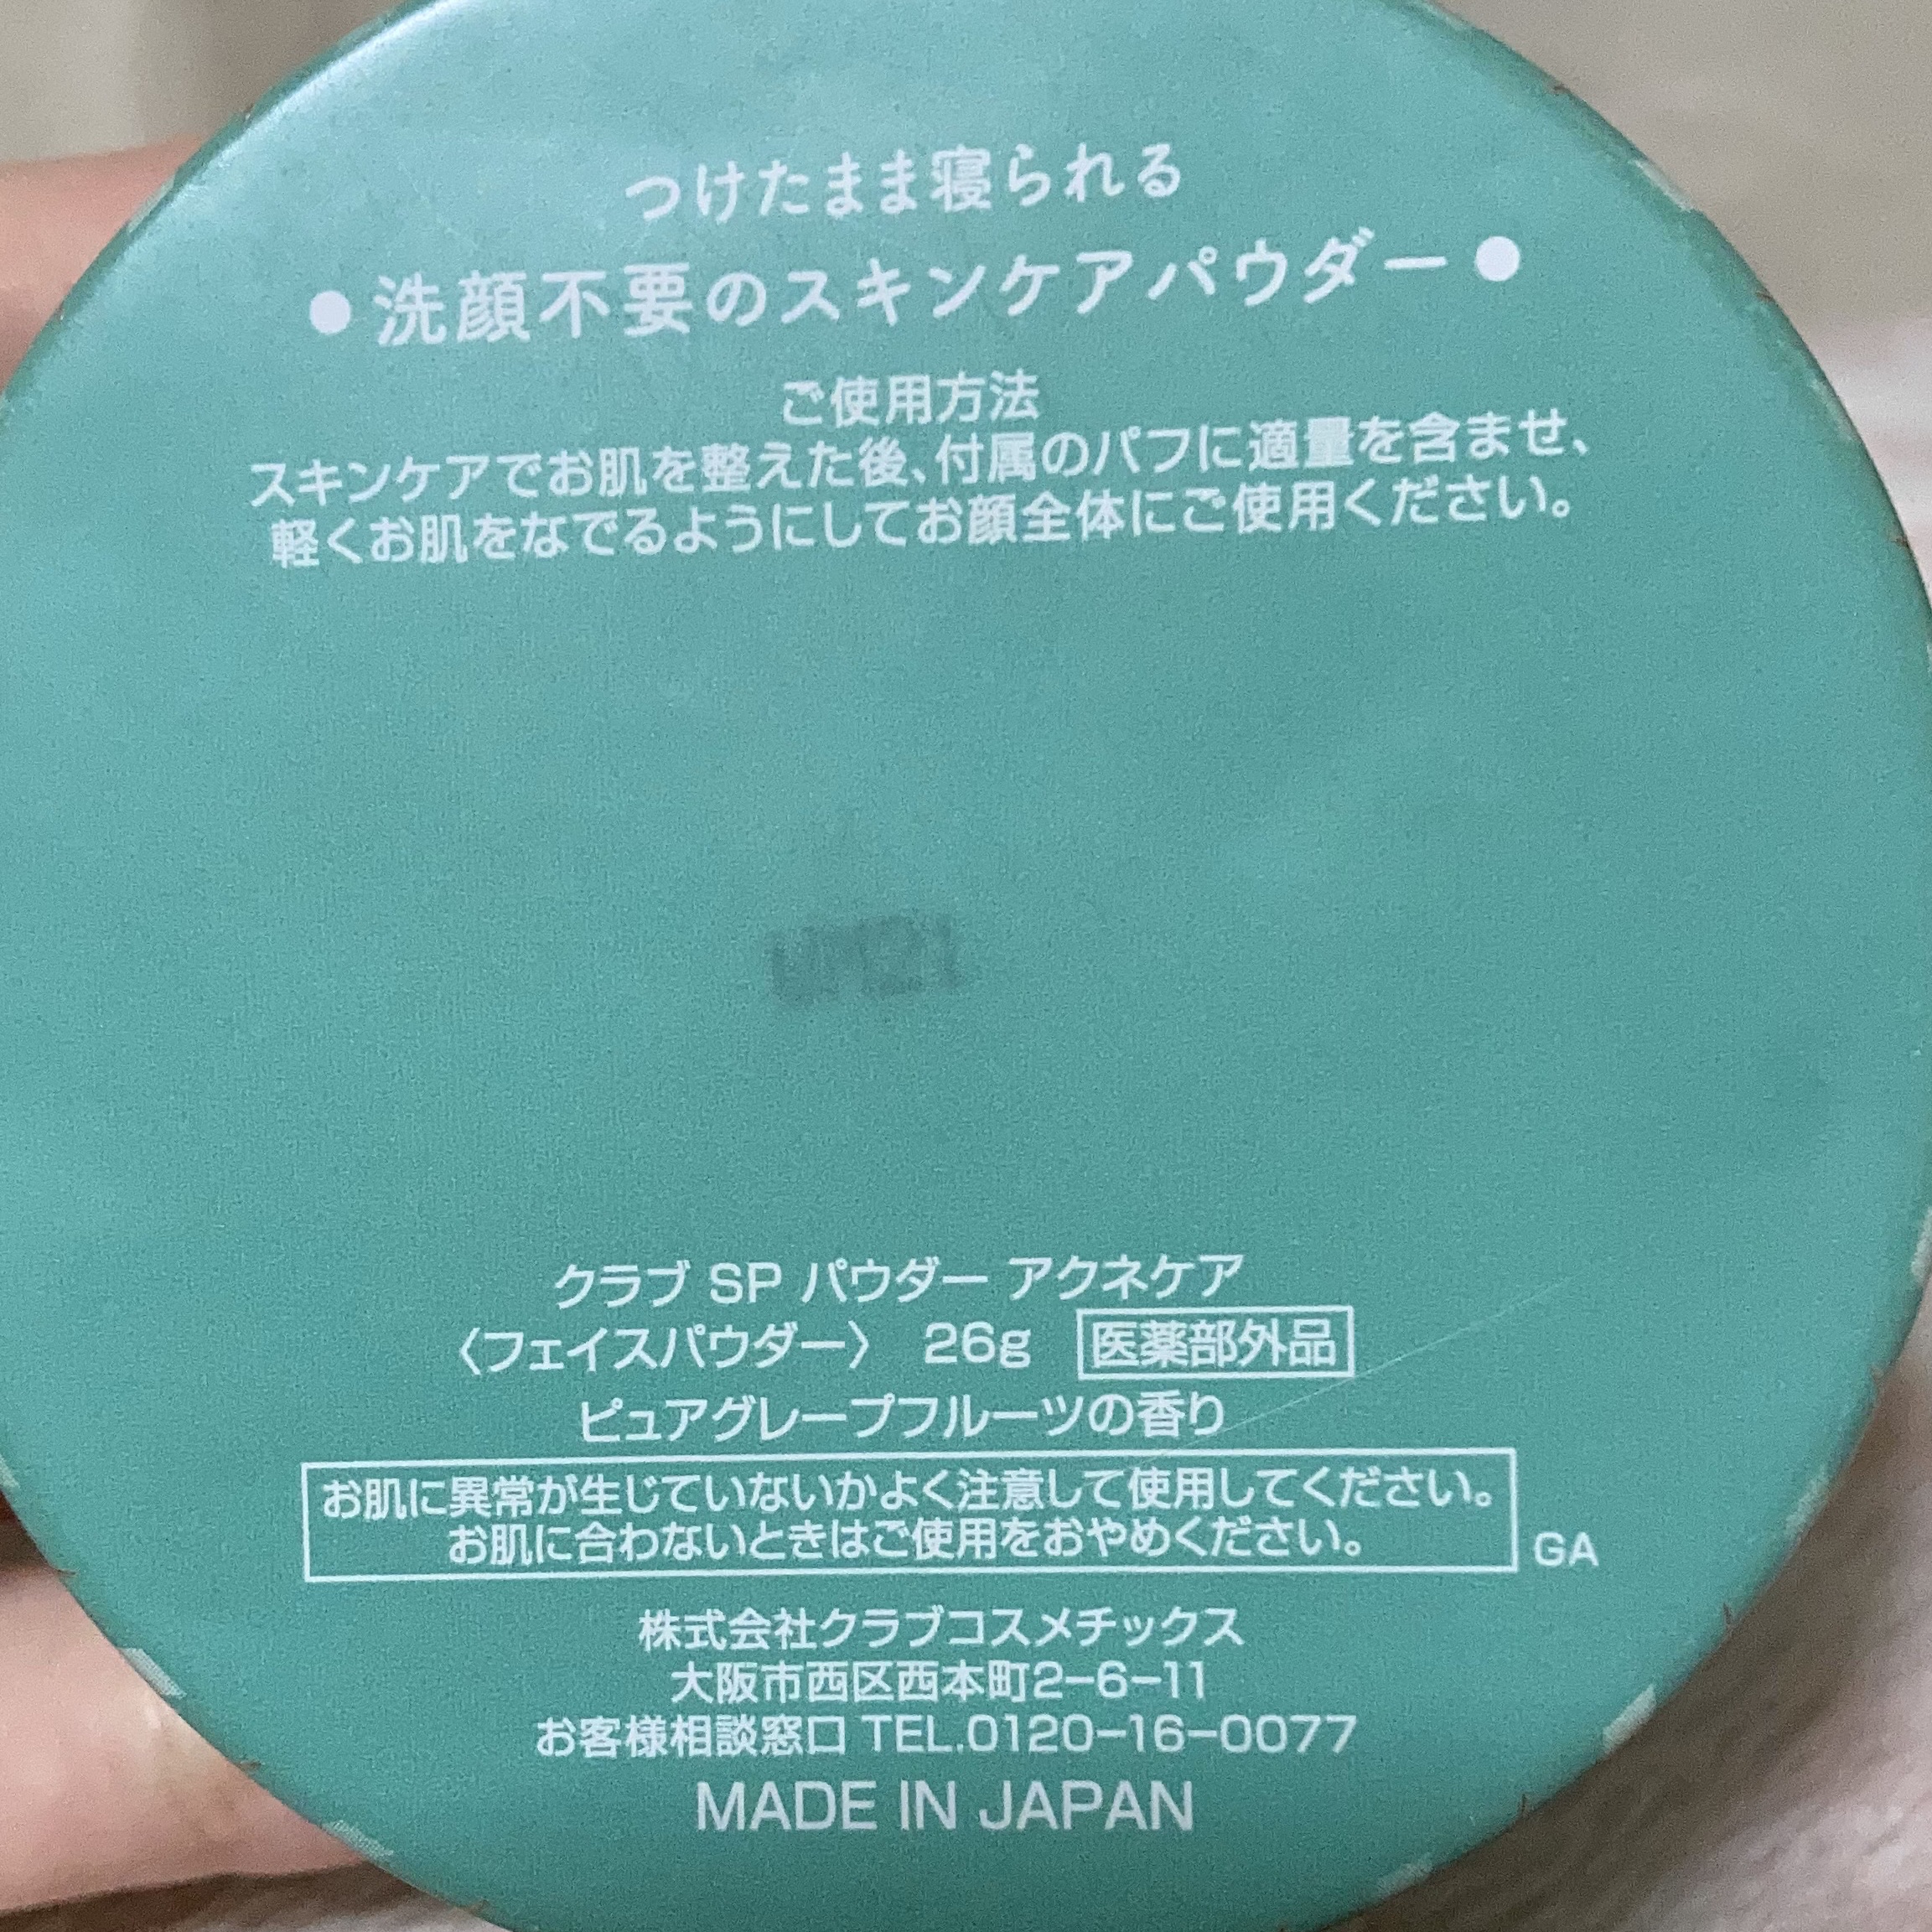 つけたまま寝られる
●洗顔不要のスキンケアパウダー●
ご使用方法
スキンケアでお肌を整えた後、付属のパフに適量を含ませ、
軽くお肌をなでるようにしてお顔全体にご使用ください。
クラブ SP パウダー アクネケア
〈フェイスパウダー〉 26g 医薬部外品
ピュアグレープフルーツの香り
お肌に異常が生じていないかよく注意して使用してください。
お肌に合わないときはご使用をおやめください。
GA
株式会社クラブコスメチックス
大阪市西区西本町2-6-11
お客様相談窓口 TEL.0120-16-0077
MADE IN JAPAN